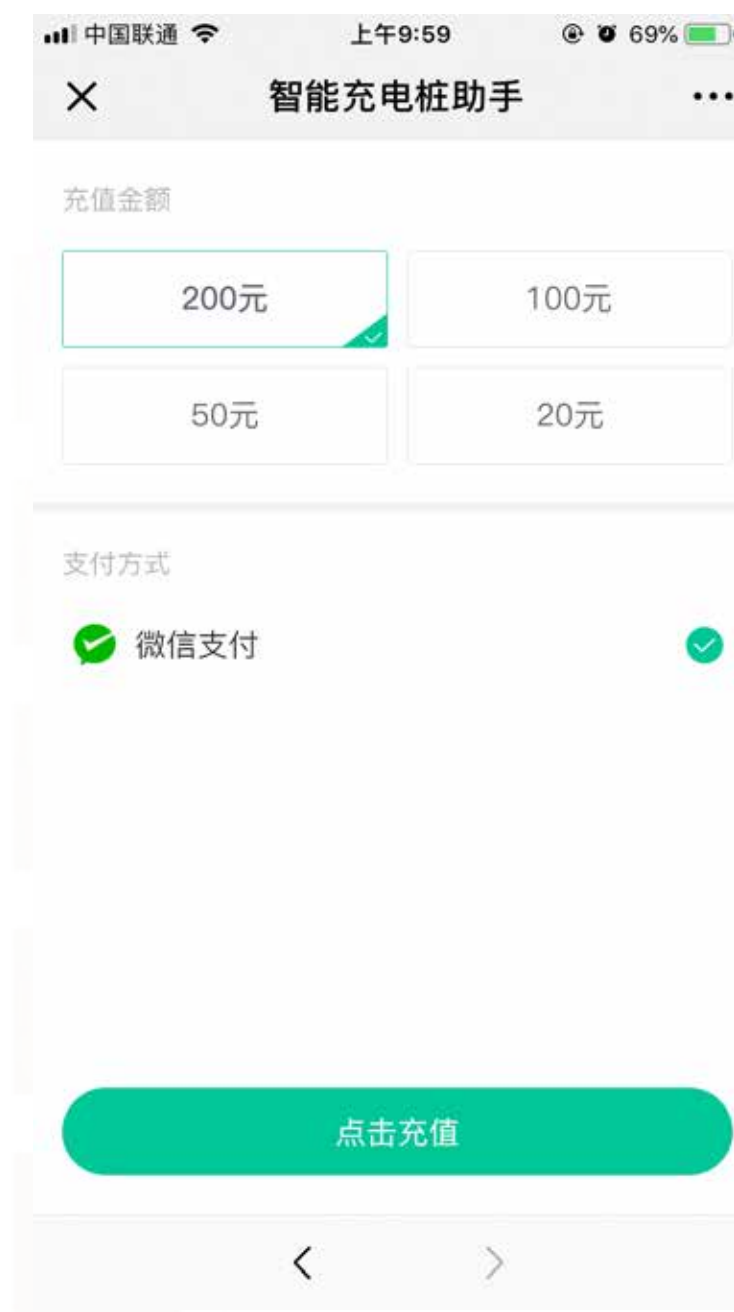 中国联通 上午9:59 69%
智能充电桩助手
充值金额
200元 100元
50元 20元
支付方式
微信支付
点击充值